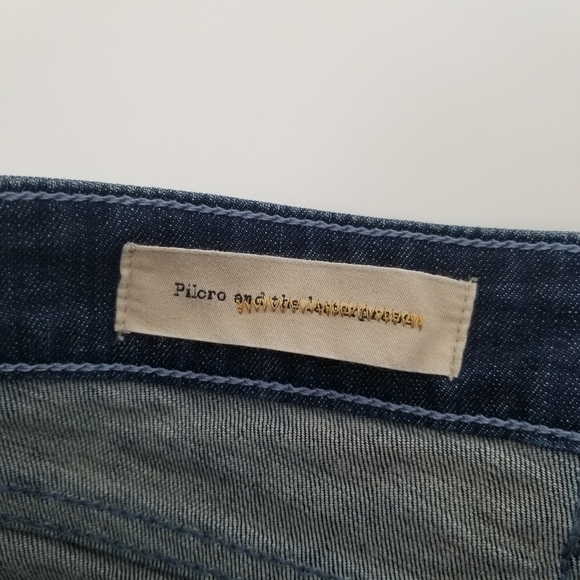 Pilcro and the letterpress